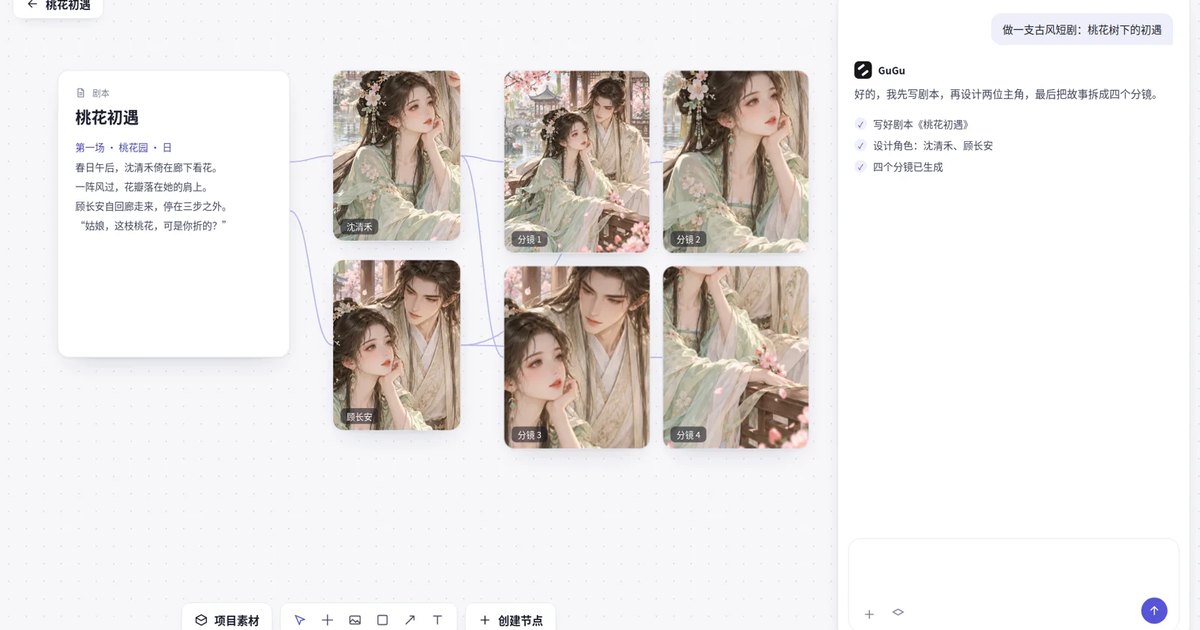 桃花初遇
剧本
桃花初遇
第一场 · 桃花园 · 日
春日午后，沈清禾倚在廊下看花。
一阵风过，花瓣落在她的肩上。
顾长安自回廊走来，停在三步之外。
“姑娘，这枝桃花，可是你折的？”
沈清禾
顾长安
分镜 1
分镜 2
分镜 3
分镜 4
项目素材
T
创建节点
做一支古风短剧：桃花树下的初遇
GuGu
好的，我先写剧本，再设计两位主角，最后把故事拆成四个分镜。
写好剧本《桃花初遇》
设计角色：沈清禾、顾长安
四个分镜已生成